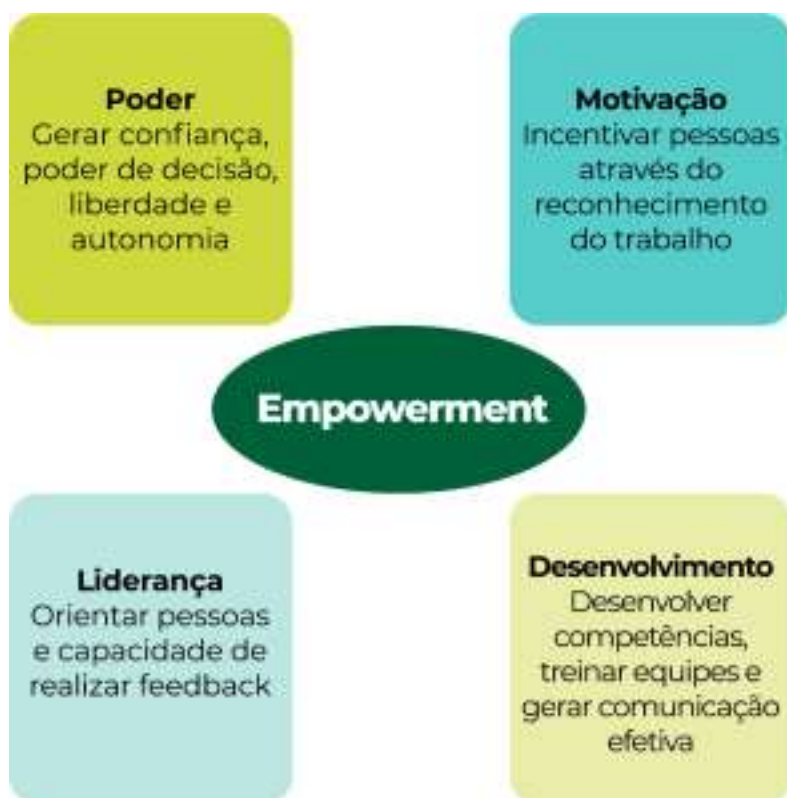 Poder
Gerar confiança,
poder de decisão,
liberdade e
autonomia
Motivação
Incentivar pessoas
através do
reconhecimento
do trabalho
Empowerment
Liderança
Orientar pessoas
e capacidade de
realizar feedback
Desenvolvimento
Desenvolver
competências,
treinar equipes e
gerar comunicação
efetiva